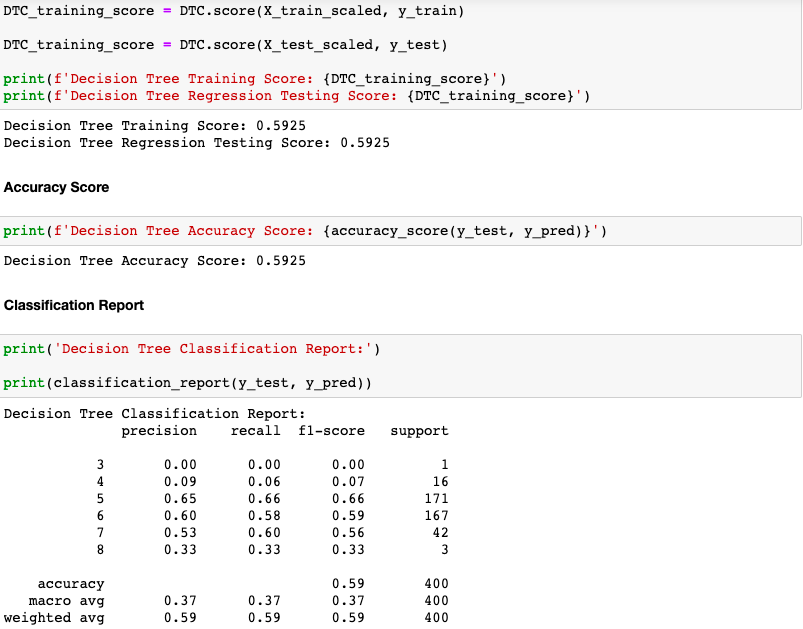 DTC_training_score = DTC.score(X_train_scaled, y_train)
DTC_training_score = DTC.score(X_test_scaled, y_test)
print(f'Decision Tree Training Score: {DTC_training_score}')
print(f'Decision Tree Regression Testing Score: {DTC_training_score}')
Decision Tree Training Score: 0.5925
Decision Tree Regression Testing Score: 0.5925
Accuracy Score
print(f'Decision Tree Accuracy Score: {accuracy_score(y_test, y_pred)}')
Decision Tree Accuracy Score: 0.5925
Classification Report
print('Decision Tree Classification Report:')
print(classification_report(y_test, y_pred))
Decision Tree Classification Report:
precision recall f1-score support
3 0.00 0.00 0.00 1
4 0.09 0.06 0.07 16
5 0.65 0.66 0.66 171
6 0.60 0.58 0.59 167
7 0.53 0.60 0.56 42
8 0.33 0.33 0.33 3
accuracy 0.59 400
macro avg 0.37 0.37 0.37 400
weighted avg 0.59 0.59 0.59 400